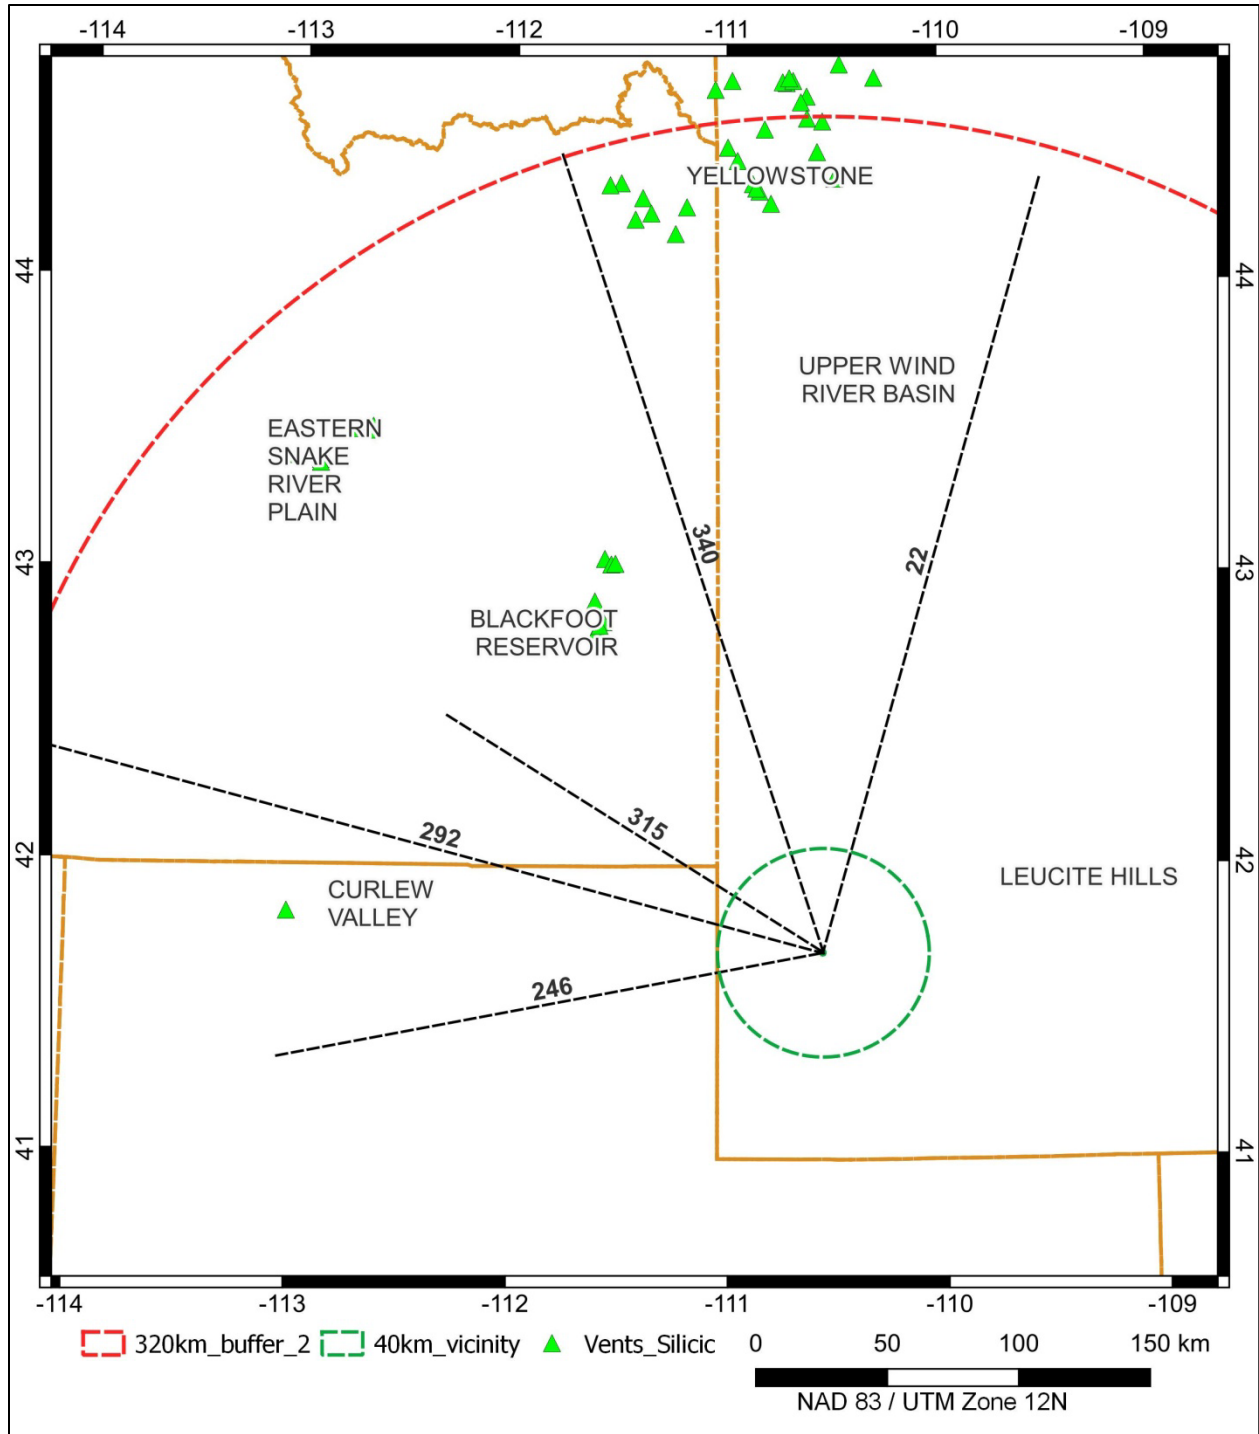 -114 -113 -112 -111 -110 -109
YELLOWSTONE
44 44
UPPER WIND
RIVER BASIN
EASTERN
SNAKE
RIVER
PLAIN
340
22
43 43
BLACKFOOT
RESERVOIR
315
292
42 42
CURLEW
VALLEY
LEUCITE HILLS
246
41 41
-114 -113 -112 -111 -110 -109
320km_buffer_2 40km_vicinity Vents_Silicic 0 50 100 150 km
NAD 83 / UTM Zone 12N